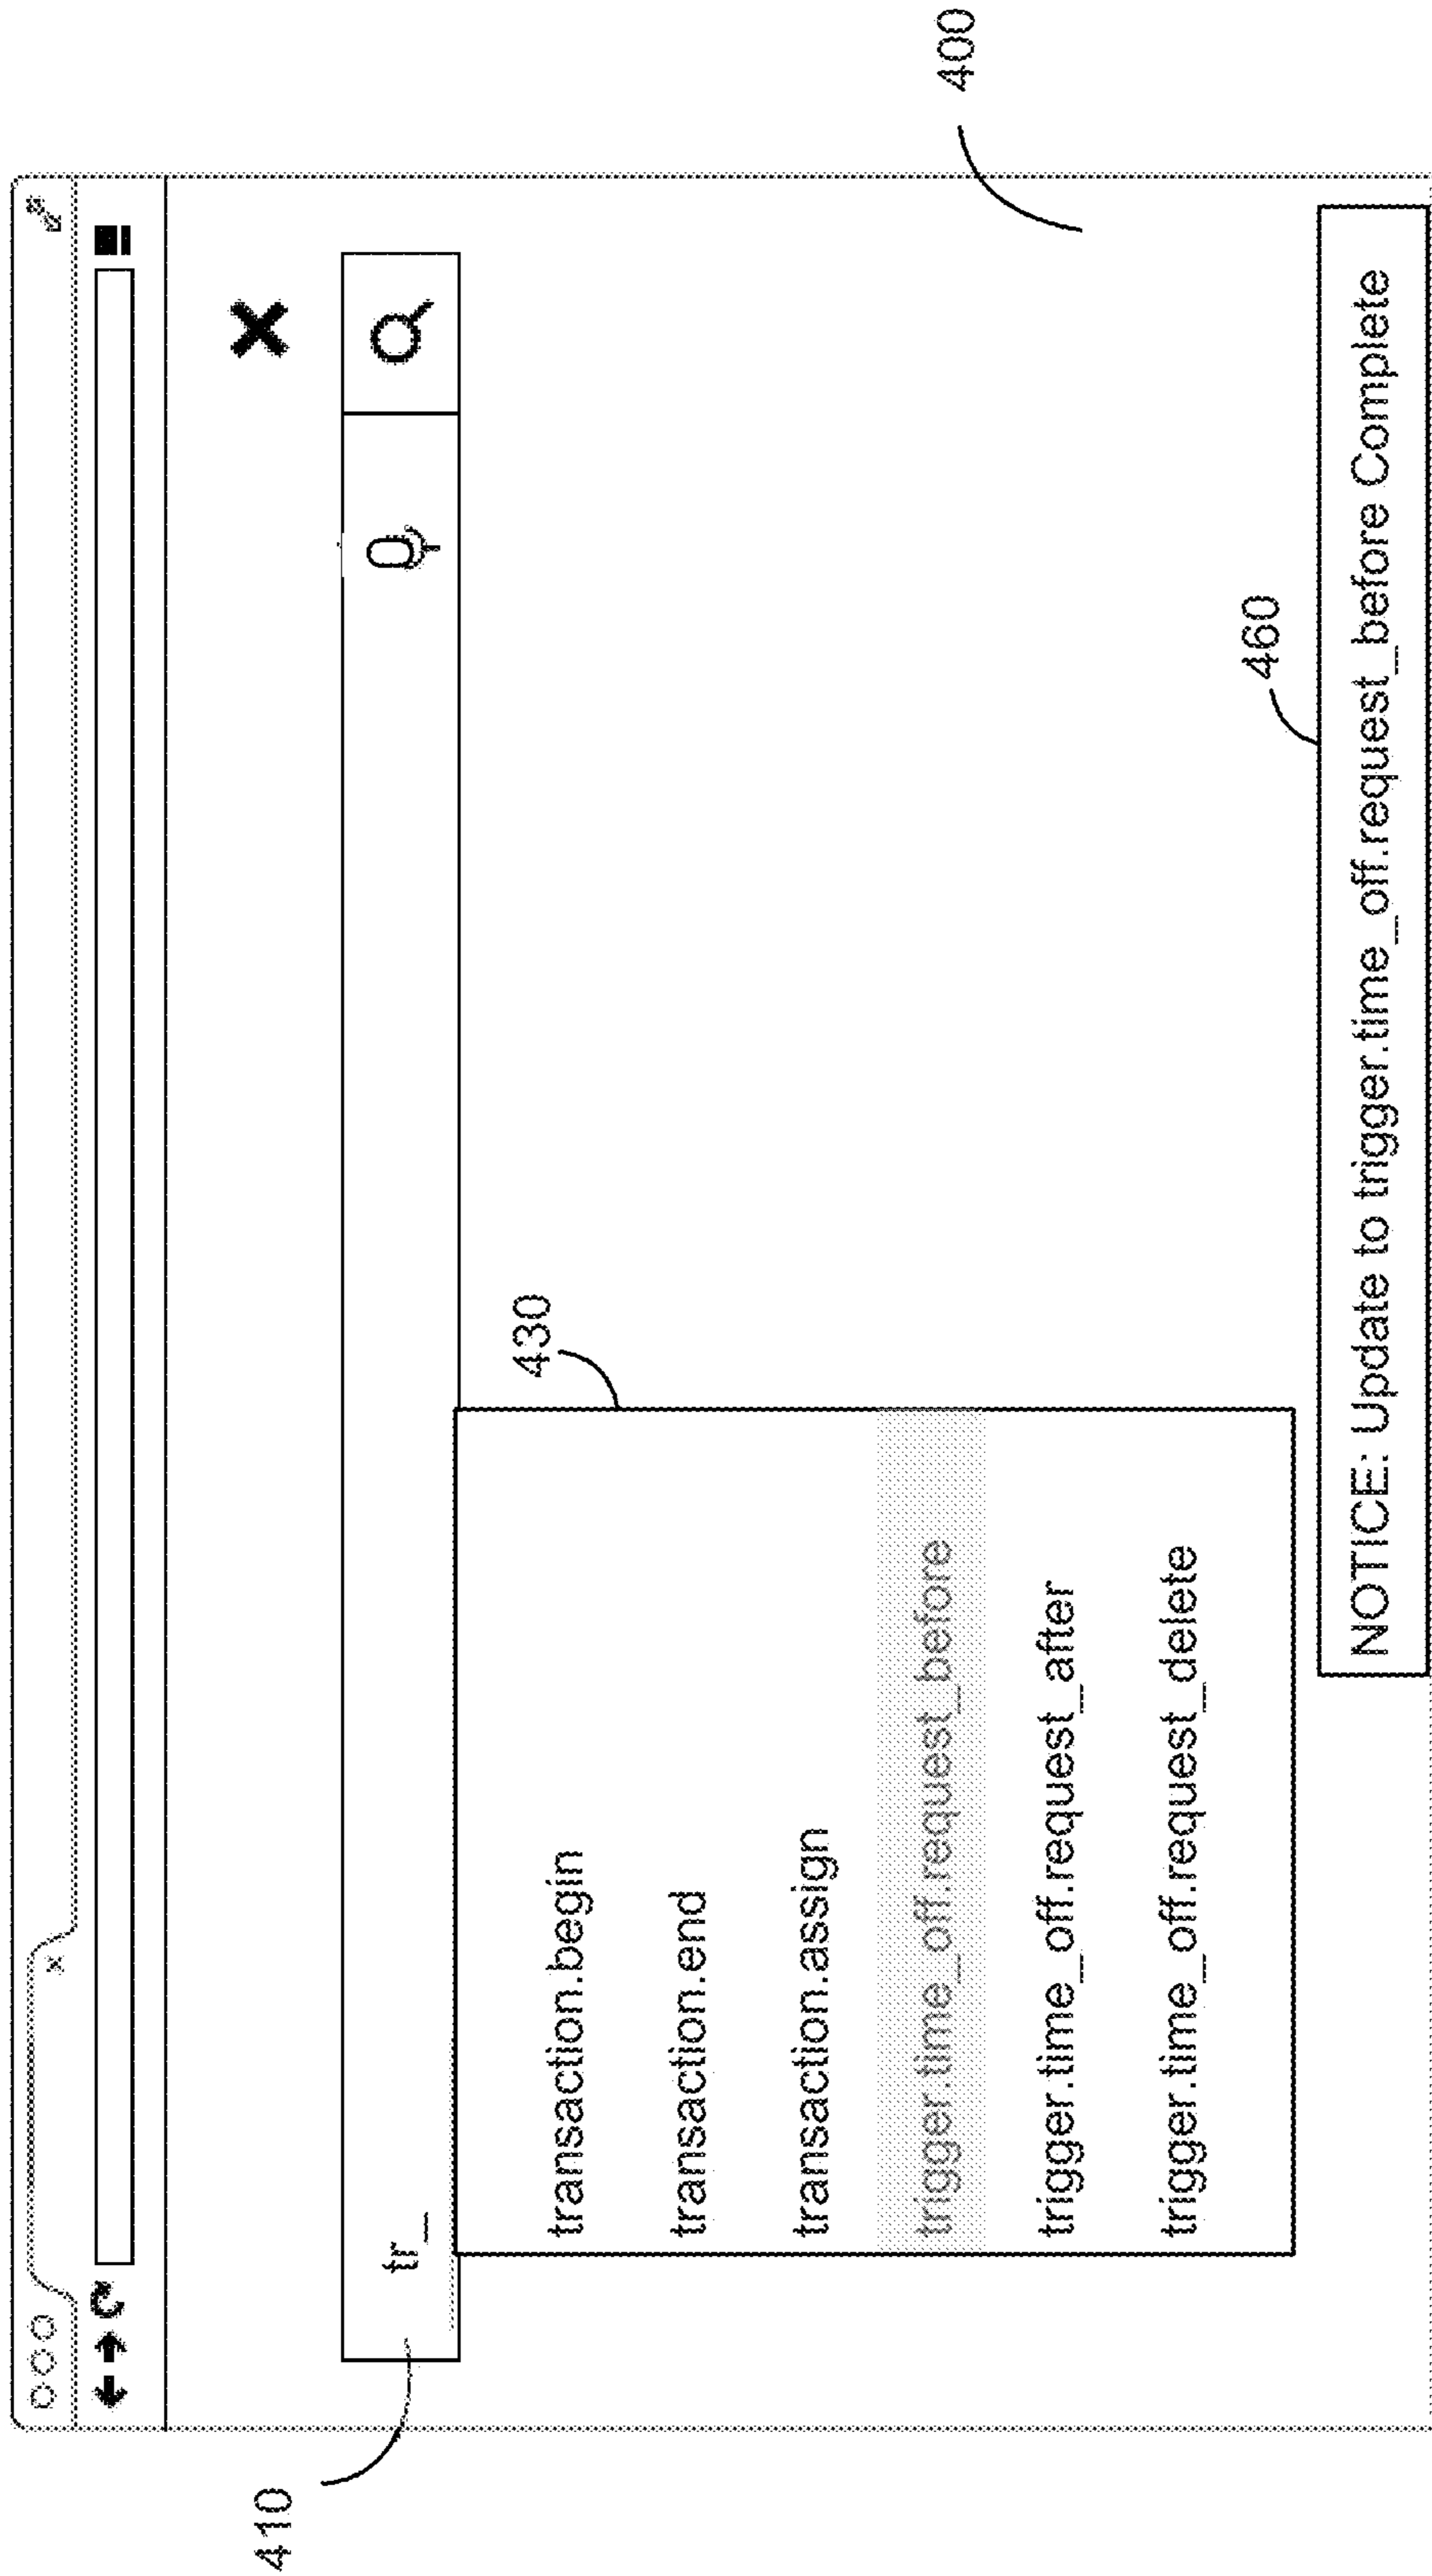 410
tr_
430
transaction.begin
transaction.end
transaction.assign
trigger.time_off.request_before
trigger.time_off.request_after
trigger.time_off.request_delete
400
460
NOTICE: Update to trigger.time_off.request_before Complete